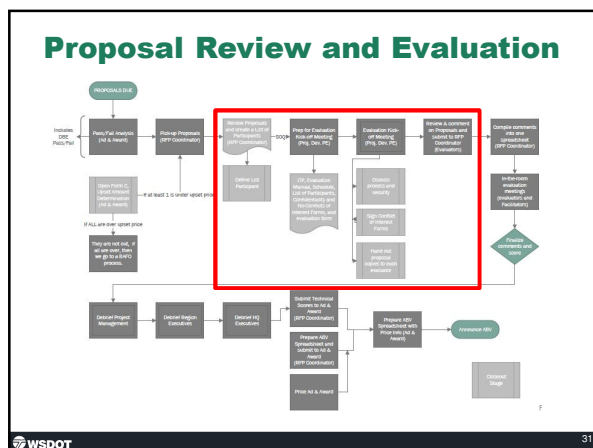 Proposal Review and Evaluation
PROPOSALS DUE
Includes
DBE
Pass/Fail
Pass/Fail Analysis
(Ad & Award)
Pick-up Proposals
(RFP Coordinator)
Review Proposals
and create a List of
Participants
(RFP Coordinator)
SOQ
Prep for Evaluation
Kick-off Meeting
(Proj. Dev. PE)
Evaluation Kick-
off Meeting
(Proj. Dev. PE)
Review & comment
on Proposals and
submit to RFP
Coordinator
(Evaluators)
Compile comments
into one
spreadsheet
(RFP Coordinator)
Open Form C,
Upset Amount
Determination
(Ad & Award)
If at least 1 is under upset price
Define List
Participant
ITP, Evaluation
Manual, Schedule,
List of Participants,
Confidentiality and
No-Conflicts of
Interest Forms, and
evaluation form
Discuss
process and
security
Sign Conflict
of Interest
Forms
Hand out
proposal
copies to each
evaluator
In-the-room
evaluation
meetings
(evaluators and
Facilitators)
If ALL are over upset price
They are not out, if
all are over, then
we go to a BAFO
process.
Finalize
comments and
score
Debrief Project
Management
Debrief Region
Executives
Debrief HQ
Executives
Submit Technical
Scores to Ad &
Award
(RFP Coordinator)
Prepare ABV
Spreadsheet and
submit to Ad &
Award
(RFP Coordinator)
Price Ad & Award
Prepare ABV
Spreadsheet with
Price Info (Ad &
Award)
Announce ABV
Closeout
Stage
WSDOT
31